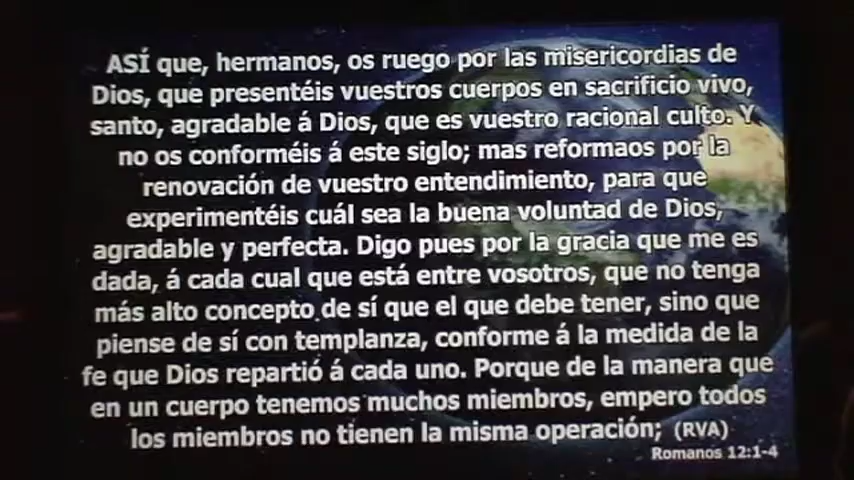 ASÍ que, hermanos, os ruego por las misericordias de
Dios, que presentéis vuestros cuerpos en sacrificio vivo,
santo, agradable á Dios, que es vuestro racional culto. Y
no os conforméis á este siglo; mas reformaos por la
renovación de vuestro entendimiento, para que
experimentéis cuál sea la buena voluntad de Dios,
agradable y perfecta. Digo pues por la gracia que me es
dada, á cada cual que está entre vosotros, que no tenga
más alto concepto de sí que el que debe tener, sino que
piense de sí con templanza, conforme á la medida de la
fe que Dios repartió á cada uno. Porque de la manera que
en un cuerpo tenemos muchos miembros, empero todos
los miembros no tienen la misma operación; (RVA)
Romanos 12:1-4